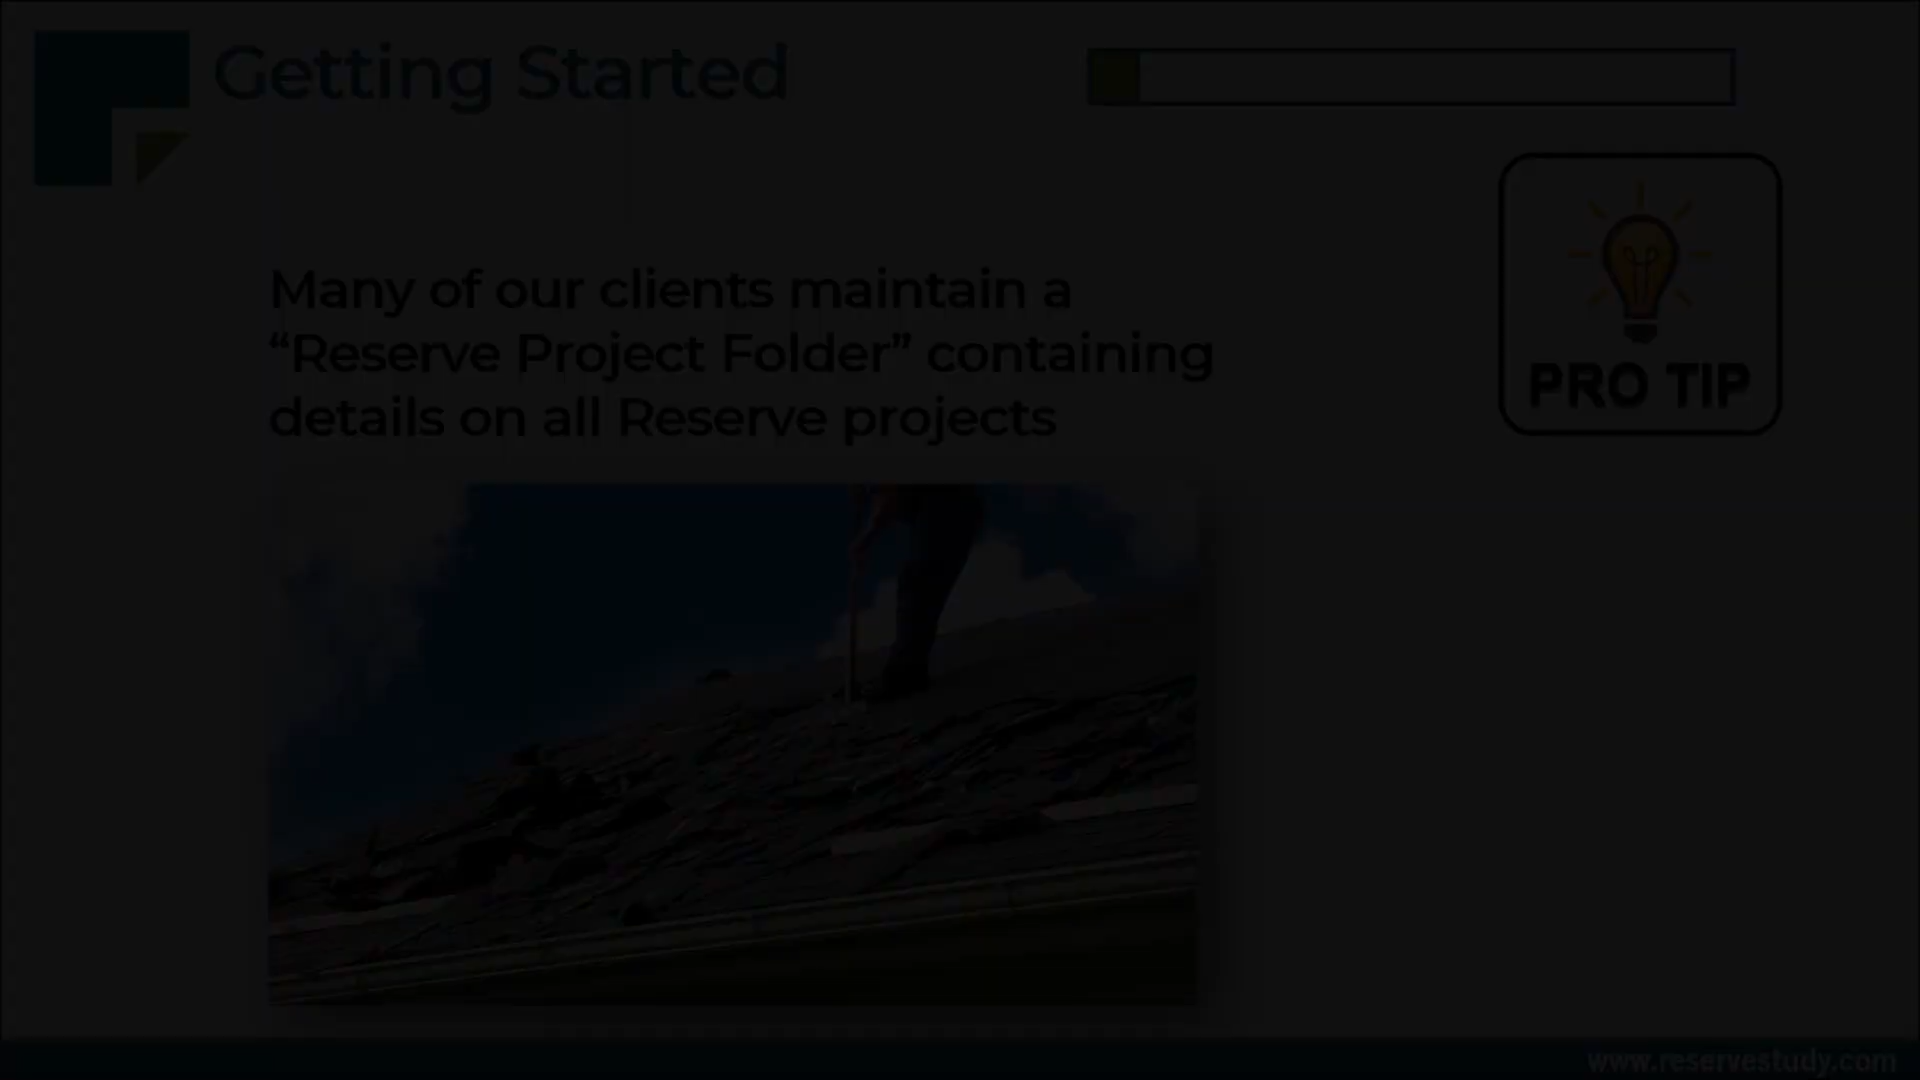 Getting Started
Many of our clients maintain a
“Reserve Project Folder” containing
details on all Reserve projects
PRO TIP
www.reservestudy.com